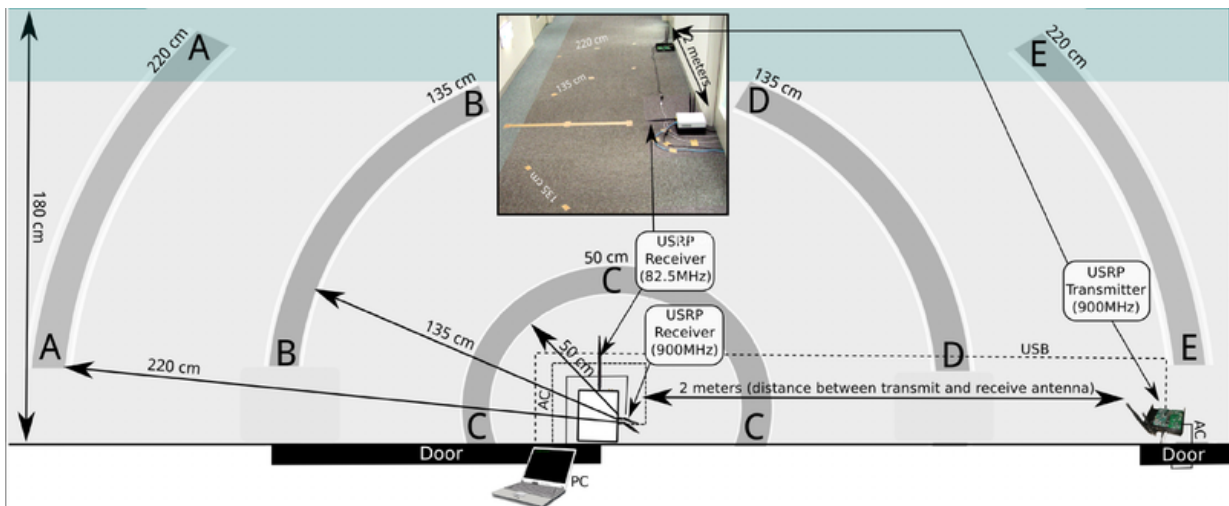 220 cm
A
135 cm
B
220 cm
135 cm
2 meters
135 cm
135 cm
D
220 cm
E
180 cm
USRP
Receiver
(82.5MHz)
50 cm
C
USRP
Transmitter
(900MHz)
USRP
Receiver
(900MHz)
A
B
D
E
135 cm
220 cm
50 cm
USB
2 meters (distance between transmit and receive antenna)
AC
C
C
AC
Door
Door
PC